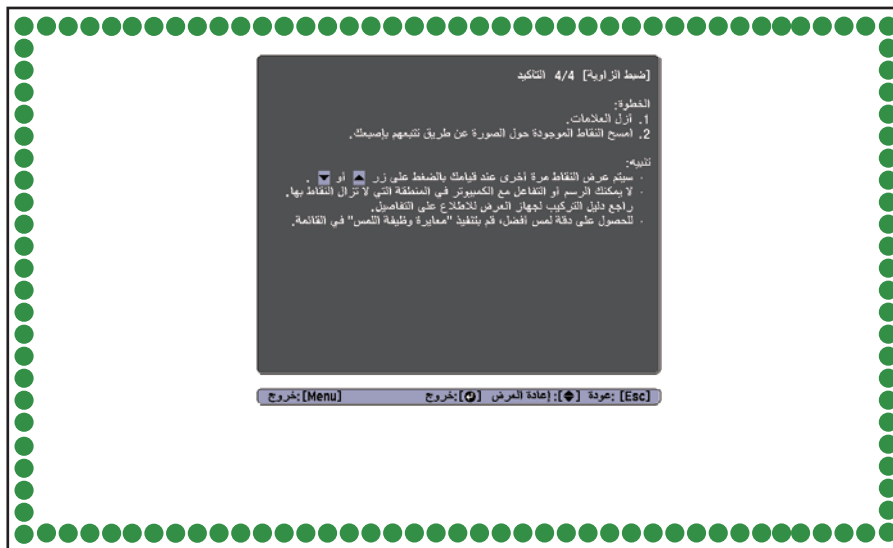 [ضبط الزاوية] 4/4 التأكيد
الخطوة:
1. أزل العلامات.
2. امسح النقاط الموجودة حول الصورة عن طريق تتبعهم بإصبعك.
تنبيه:
· سيتم عرض النقاط مرة أخرى عند قيامك بالضغط على زر ▲ أو ▼ .
· لا يمكنك الرسم أو التفاعل مع الكمبيوتر في المنطقة التي لا تزال النقاط بها.
راجع دليل التركيب لجهاز العرض للاطلاع على التفاصيل.
· للحصول على دقة لمس أفضل، قم بتنفيذ "معايرة وظيفة اللمس" في القائمة.
[Esc] :عودة [◆]: إعادة العرض [↵]:خروج [Menu]:خروج